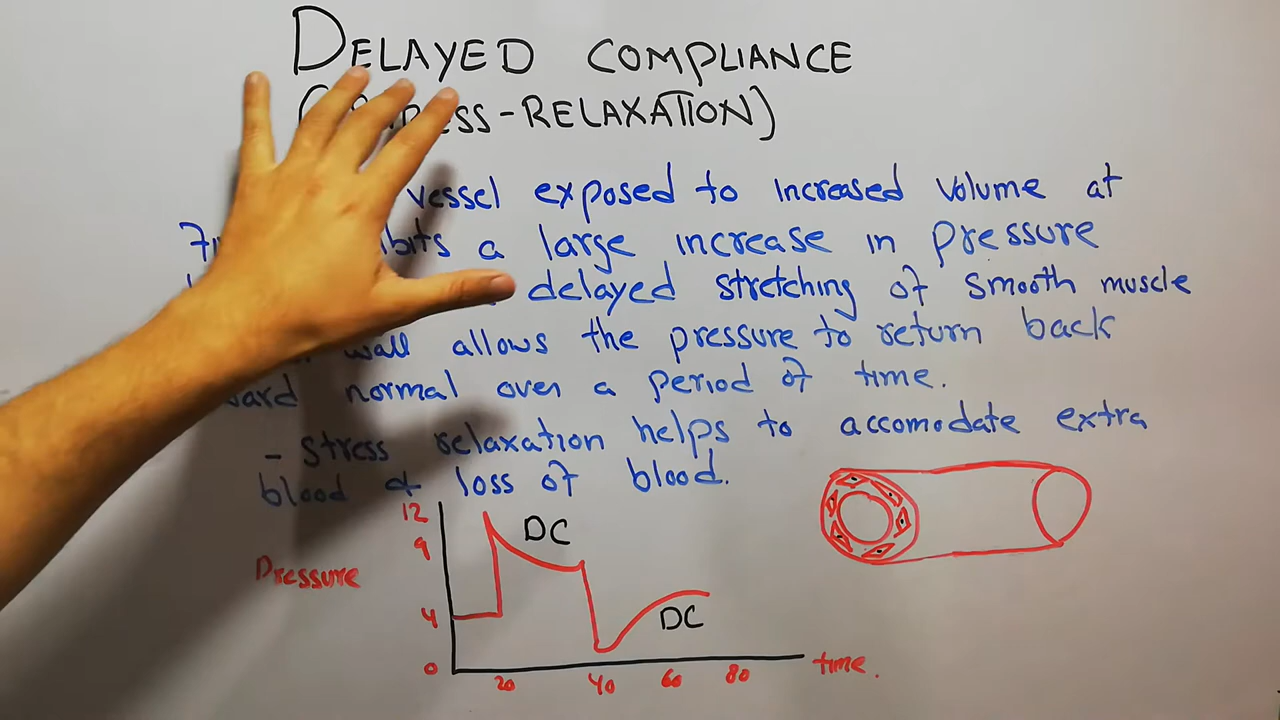 DELAYED COMPLIANCE
-RELAXATION)
vessel exposed to increased volume at
a large increase in pressure
delayed stretching of smooth muscle
wall allows the pressure to return back
normal over a period of time.
- stress relaxation helps to accomodate extra
blood & loss of blood.
12
9
4
0
Pressure
DC
DC
20
40
60
80
time.